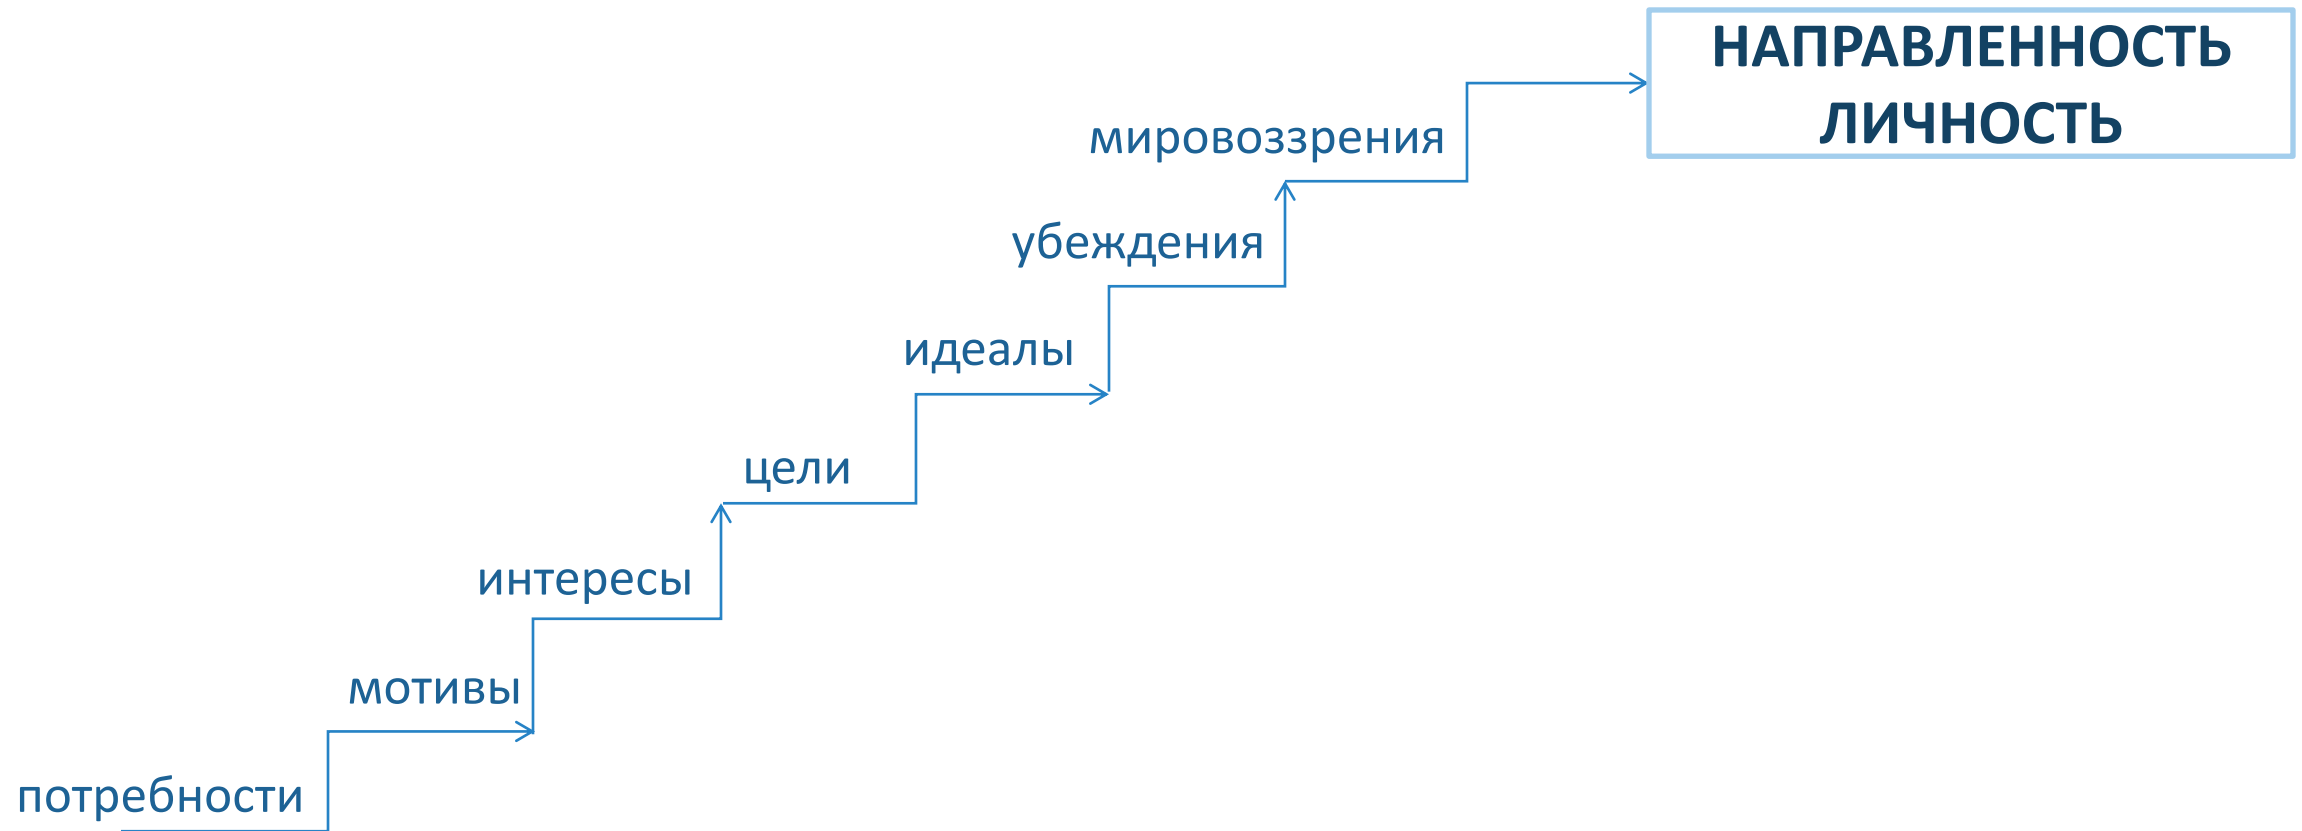 НАПРАВЛЕННОСТЬ
ЛИЧНОСТЬ
мировоззрения
убеждения
идеалы
цели
интересы
мотивы
потребности